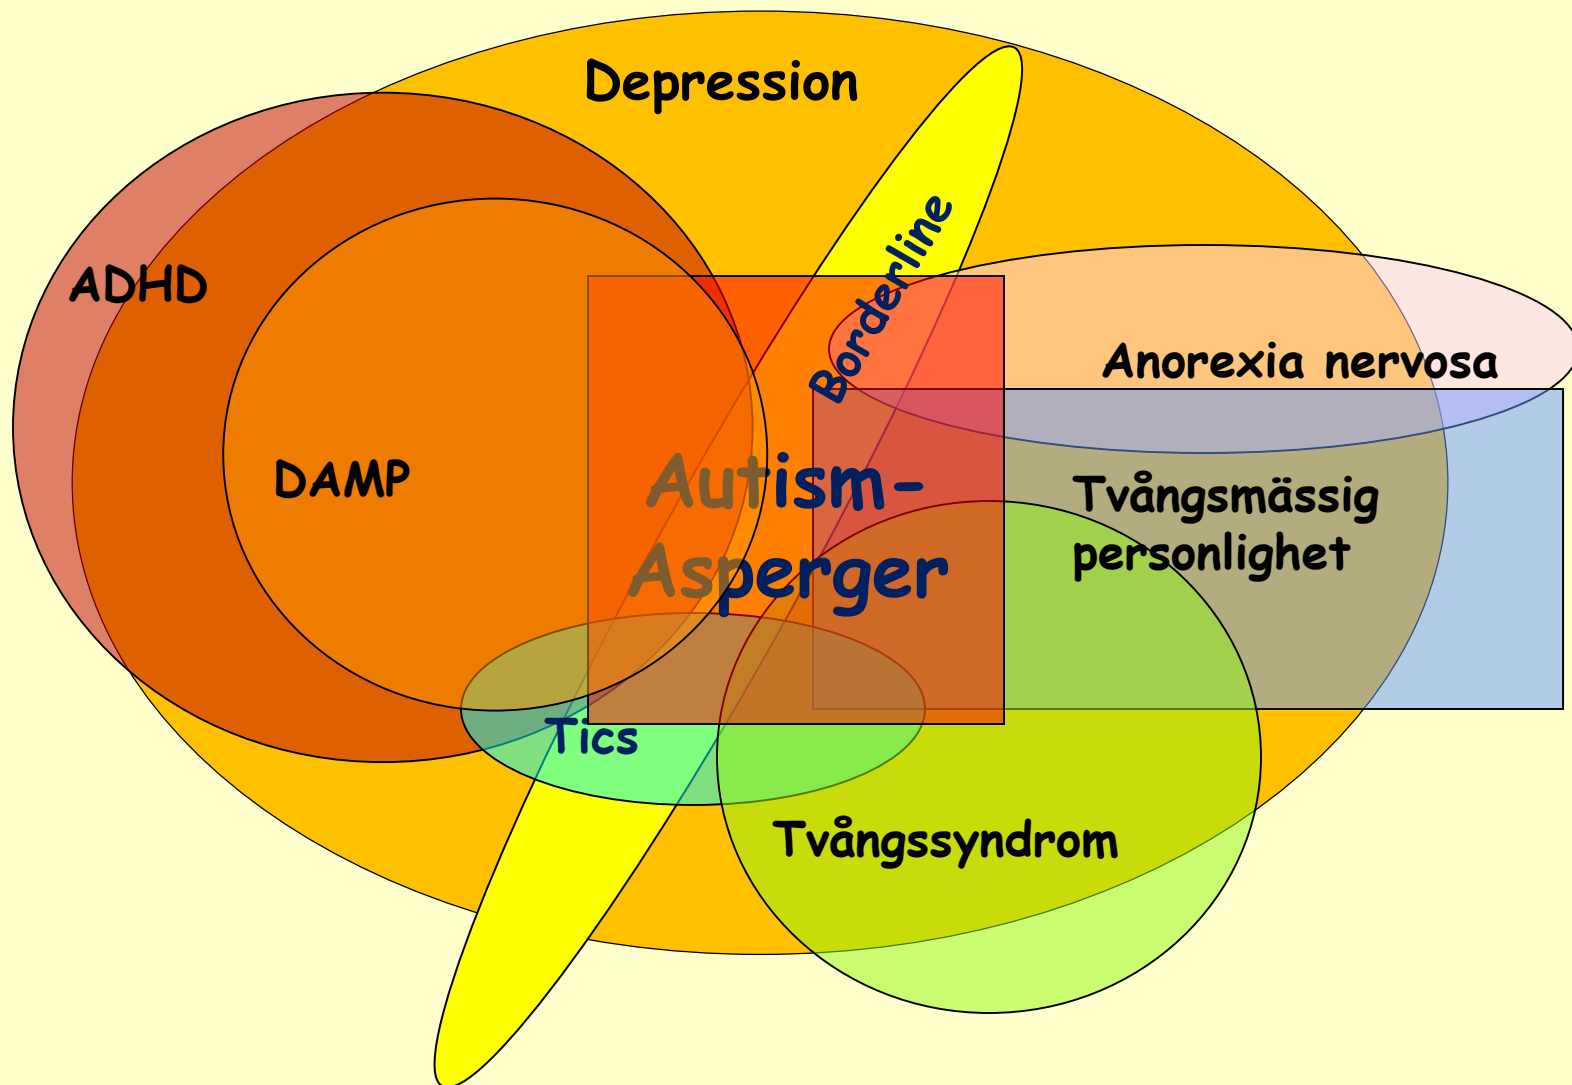 Depression
Borderline
ADHD
Anorexia nervosa
DAMP
Autism-
Asperger
Tvångsmässig
personlighet
Tics
Tvångssyndrom